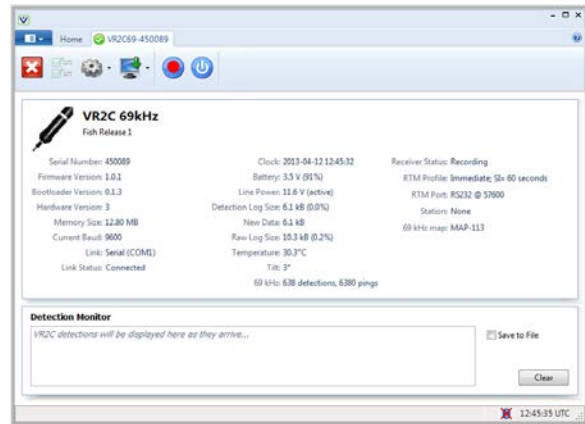 Home VR2C69-450089
VR2C 69kHz
Fish Release 1
Serial Number: 450089
Firmware Version: 1.0.1
Bootloader Version: 0.1.3
Hardware Version: 3
Memory Size: 12.80 MB
Current Baud: 9600
Link: Serial (COM1)
Link Status: Connected
Clock: 2013-04-12 12:45:32
Battery: 3.5 V (91%)
Line Power: 11.6 V (active)
Detection Log Size: 6.1 kB (0.0%)
New Data: 6.1 kB
Raw Log Size: 10.3 kB (0.2%)
Temperature: 30.3°C
Tilt: 3°
69 kHz: 638 detections, 6380 pings
Receiver Status: Recording
RTM Profile: Immediate; SI= 60 seconds
RTM Port: RS232 @ 57600
Station: None
69 kHz map: MAP-113
Detection Monitor
VR2C detections will be displayed here as they arrive...
Save to File
Clear
12:45:35 UTC